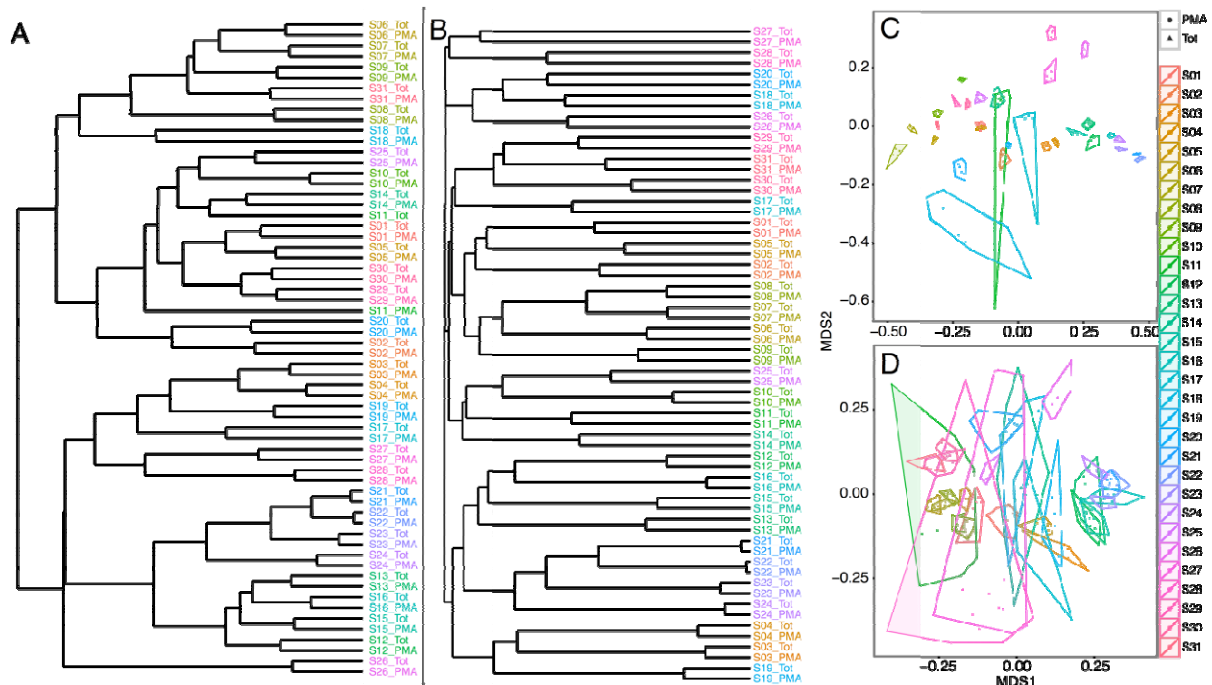 A
S06_Tot
S06_PMA
S07_Tot
S07_PMA
S09_Tot
S09_PMA
S31_Tot
S31_PMA
S08_Tot
S08_PMA
S18_Tot
S18_PMA
S25_Tot
S25_PMA
S10_Tot
S10_PMA
S14_Tot
S14_PMA
S11_Tot
S01_Tot
S01_PMA
S05_Tot
S05_PMA
S30_Tot
S30_PMA
S29_Tot
S29_PMA
S11_PMA
S20_Tot
S20_PMA
S02_Tot
S02_PMA
S03_Tot
S03_PMA
S04_Tot
S04_PMA
S19_Tot
S19_PMA
S17_Tot
S17_PMA
S27_Tot
S27_PMA
S28_Tot
S28_PMA
S21_Tot
S21_PMA
S22_Tot
S22_PMA
S23_Tot
S23_PMA
S24_Tot
S24_PMA
S13_Tot
S13_PMA
S16_Tot
S16_PMA
S15_Tot
S15_PMA
S12_Tot
S12_PMA
S26_Tot
S26_PMA
B
S27_Tot
S27_PMA
S28_Tot
S28_PMA
S20_Tot
S20_PMA
S18_Tot
S18_PMA
S26_Tot
S26_PMA
S29_Tot
S29_PMA
S31_Tot
S31_PMA
S30_Tot
S30_PMA
S17_Tot
S17_PMA
S01_Tot
S01_PMA
S05_Tot
S05_PMA
S02_Tot
S02_PMA
S08_Tot
S08_PMA
S07_Tot
S07_PMA
S06_Tot
S06_PMA
S09_Tot
S09_PMA
S25_Tot
S25_PMA
S10_Tot
S10_PMA
S11_Tot
S11_PMA
S14_Tot
S14_PMA
S12_Tot
S12_PMA
S16_Tot
S16_PMA
S15_Tot
S15_PMA
S13_Tot
S13_PMA
S21_Tot
S21_PMA
S22_Tot
S22_PMA
S23_Tot
S23_PMA
S24_Tot
S24_PMA
S04_Tot
S04_PMA
S03_Tot
S03_PMA
S19_Tot
S19_PMA
C
0.2
0.0
−0.2
−0.4
−0.6
−0.50
−0.25
0.00
0.25
0.50
MDS2
D
0.25
0.00
−0.25
−0.25
0.00
0.25
MDS1
PMA
Tot
S01
S02
S03
S04
S05
S06
S07
S08
S09
S10
S11
S12
S13
S14
S15
S16
S17
S18
S19
S20
S21
S22
S23
S24
S25
S26
S27
S28
S29
S30
S31